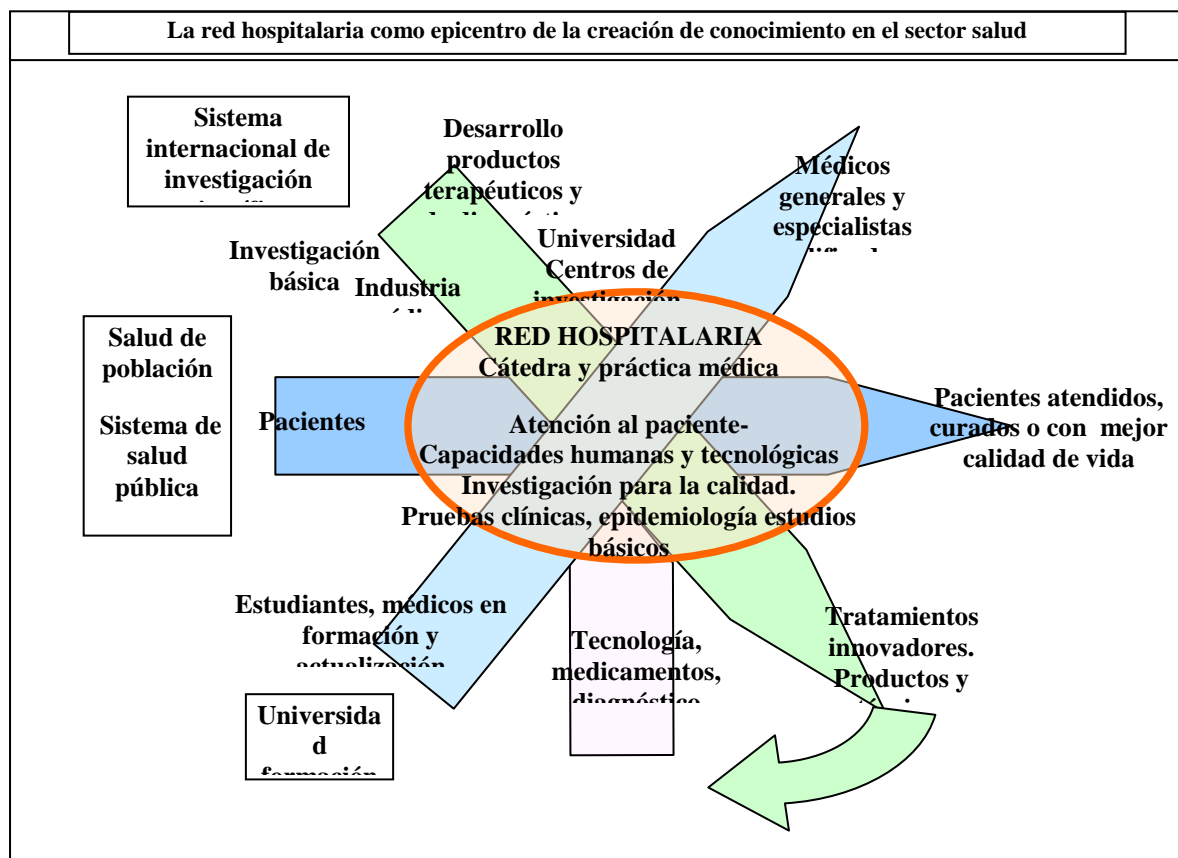 La red hospitalaria como epicentro de la creación de conocimiento en el sector salud
Sistema
internacional de
investigación
Desarrollo
productos
terapéuticos y
Médicos
generales y
especialistas
Investigación
básica
Industria
Universidad
Centros de
investigación
RED HOSPITALARIA
Cátedra y práctica médica
Atención al paciente-
Capacidades humanas y tecnológicas
Investigación para la calidad.
Pruebas clínicas, epidemiología estudios
básicos
Salud de
población
Sistema de
salud
pública
Pacientes
Pacientes atendidos,
curados o con mejor
calidad de vida
Estudiantes, médicos en
formación y
actualización
Tecnología,
medicamentos,
diagnóstico
Tratamientos
innovadores.
Productos y
Universida
d
formación